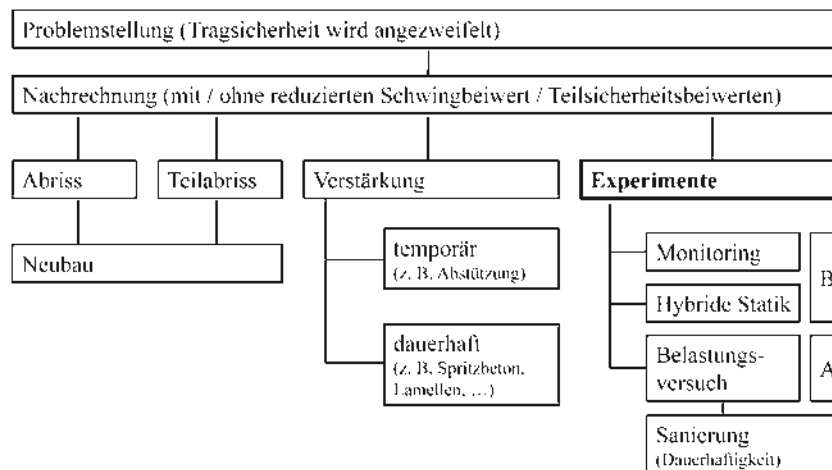 Problemstellung (Tragsicherheit wird angezweifelt)
Nachrechnung (mit / ohne reduzierten Schwingbeiwert / Teilsicherheitsbeiwerten)
Abriss
Teilabriss
Verstärkung
Experimente
Neubau
temporär
(z. B. Abstützung)
dauerhaft
(z. B. Spritzbeton,
Lamellen, …)
Monitoring
B
Hybride Statik
Belastungs-
versuch
A
Sanierung
(Dauerhaftigkeit)